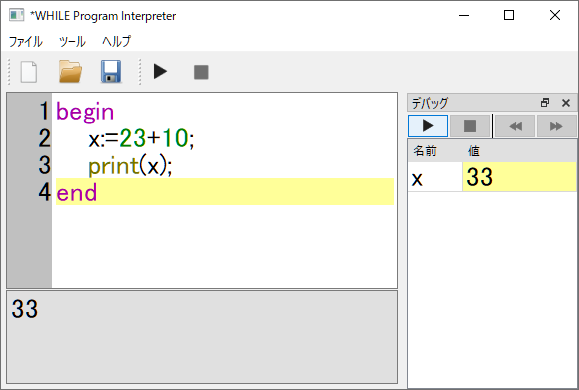 *WHILE Program Interpreter
ファイル ツール ヘルプ
1 begin
2 x:=23+10;
3 print(x);
4 end
33
デバッグ
名前 値
x 33